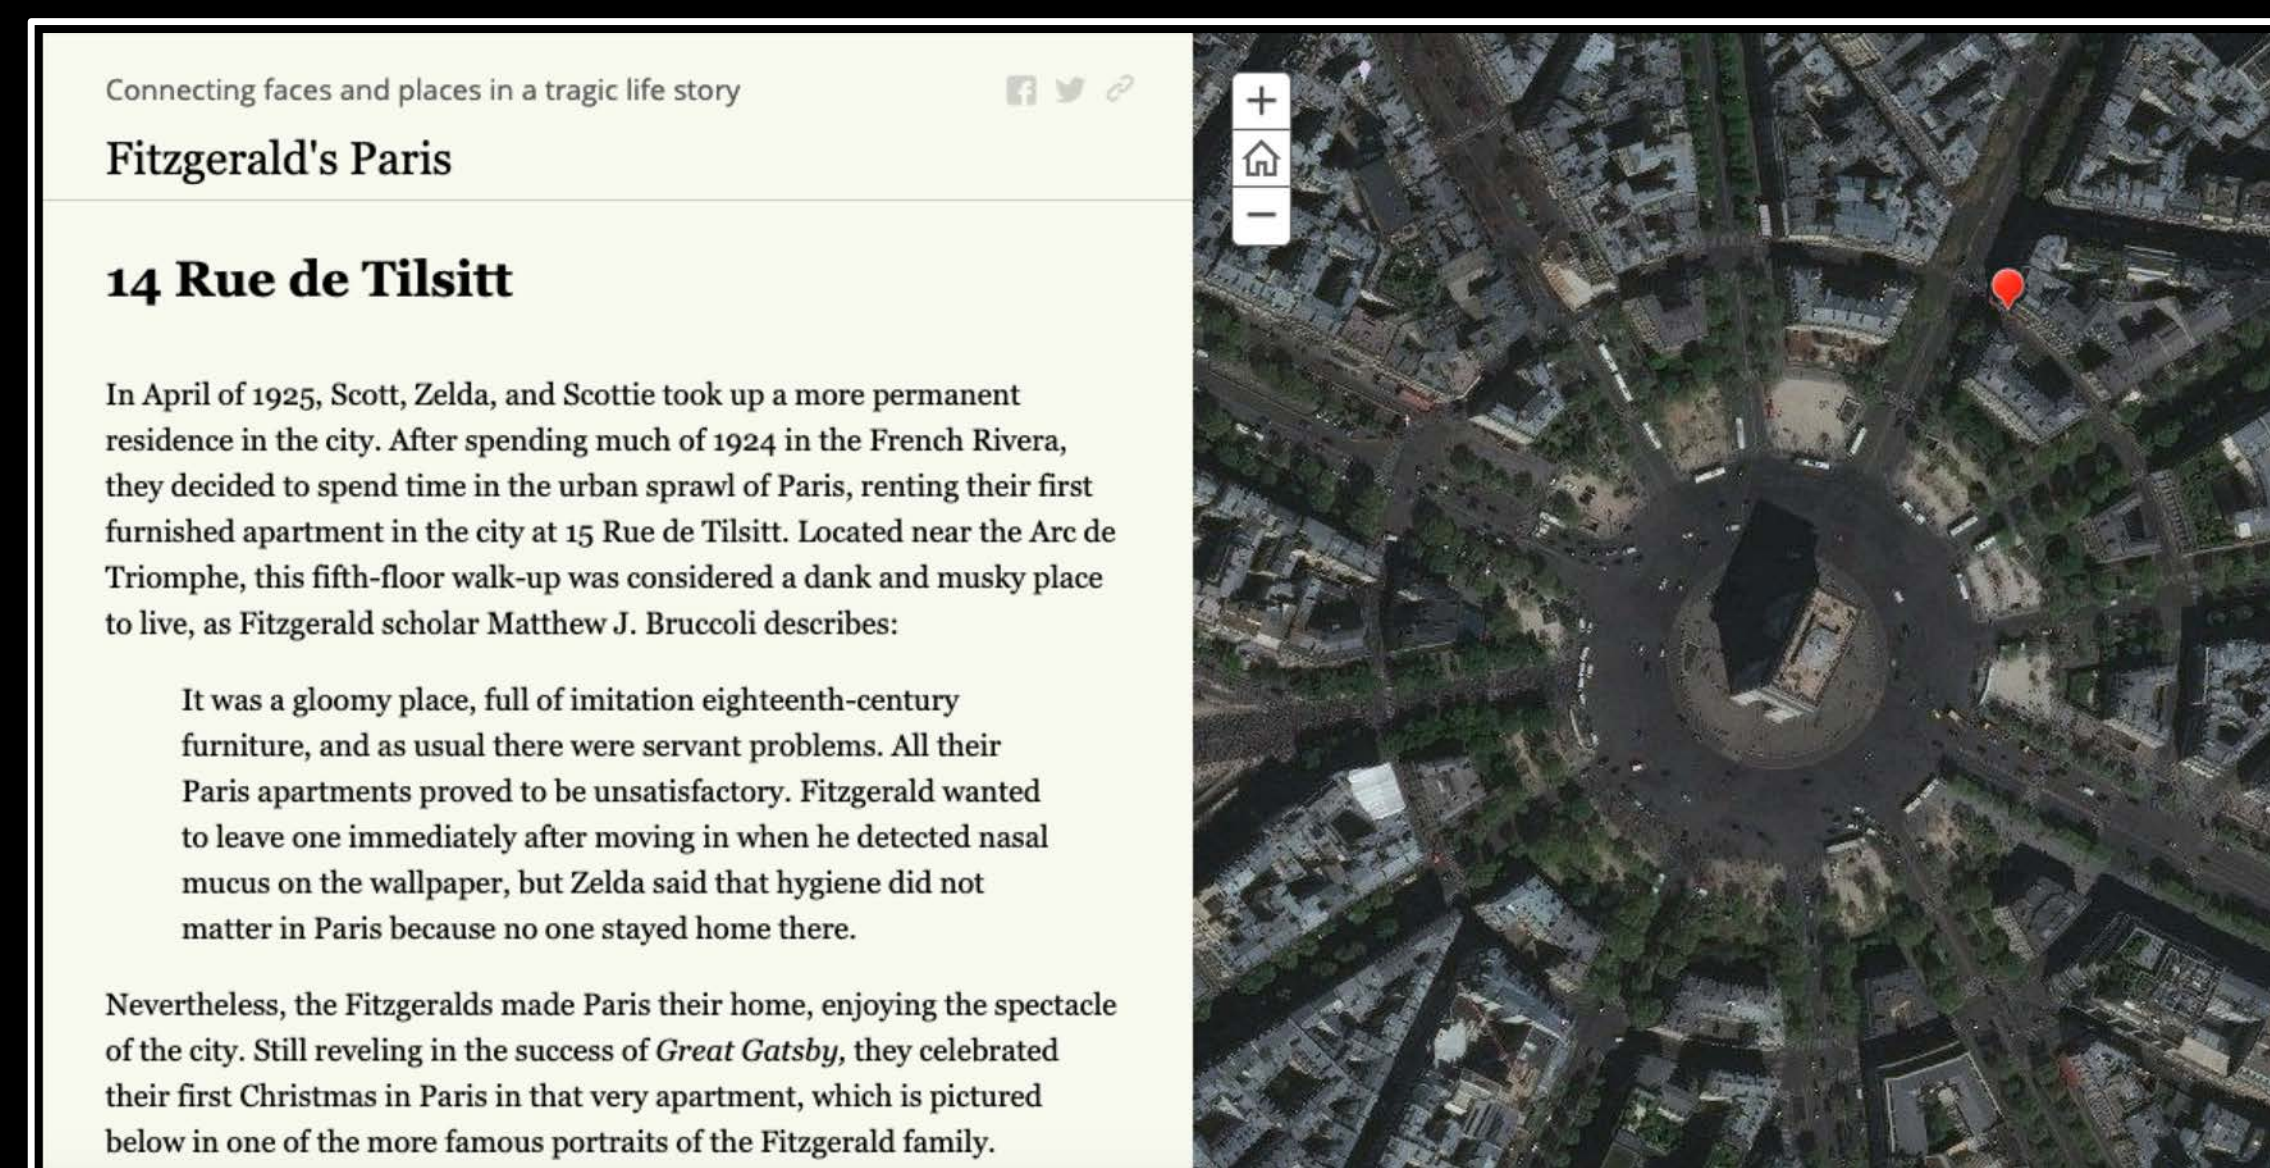 Connecting faces and places in a tragic life story
Fitzgerald's Paris
14 Rue de Tilsitt
In April of 1925, Scott, Zelda, and Scottie took up a more permanent
residence in the city. After spending much of 1924 in the French Rivera,
they decided to spend time in the urban sprawl of Paris, renting their first
furnished apartment in the city at 15 Rue de Tilsitt. Located near the Arc de
Triomphe, this fifth-floor walk-up was considered a dank and musky place
to live, as Fitzgerald scholar Matthew J. Bruccoli describes:
It was a gloomy place, full of imitation eighteenth-century
furniture, and as usual there were servant problems. All their
Paris apartments proved to be unsatisfactory. Fitzgerald wanted
to leave one immediately after moving in when he detected nasal
mucus on the wallpaper, but Zelda said that hygiene did not
matter in Paris because no one stayed home there.
Nevertheless, the Fitzgeralds made Paris their home, enjoying the spectacle
of the city. Still reveling in the success of Great Gatsby, they celebrated
their first Christmas in Paris in that very apartment, which is pictured
below in one of the more famous portraits of the Fitzgerald family.